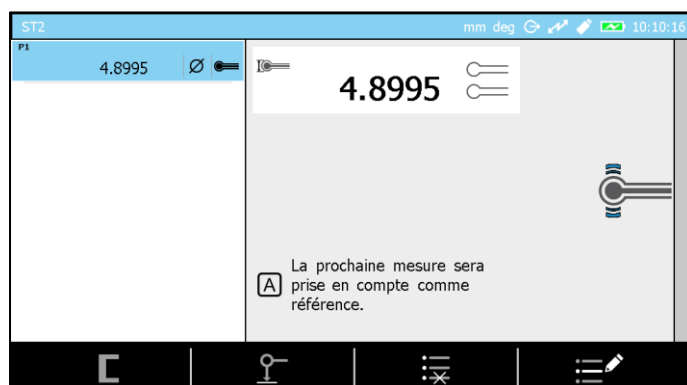 ST2
mm deg 10:10:16
P1
4.8995 Ø
4.8995
A
La prochaine mesure sera
prise en compte comme
référence.